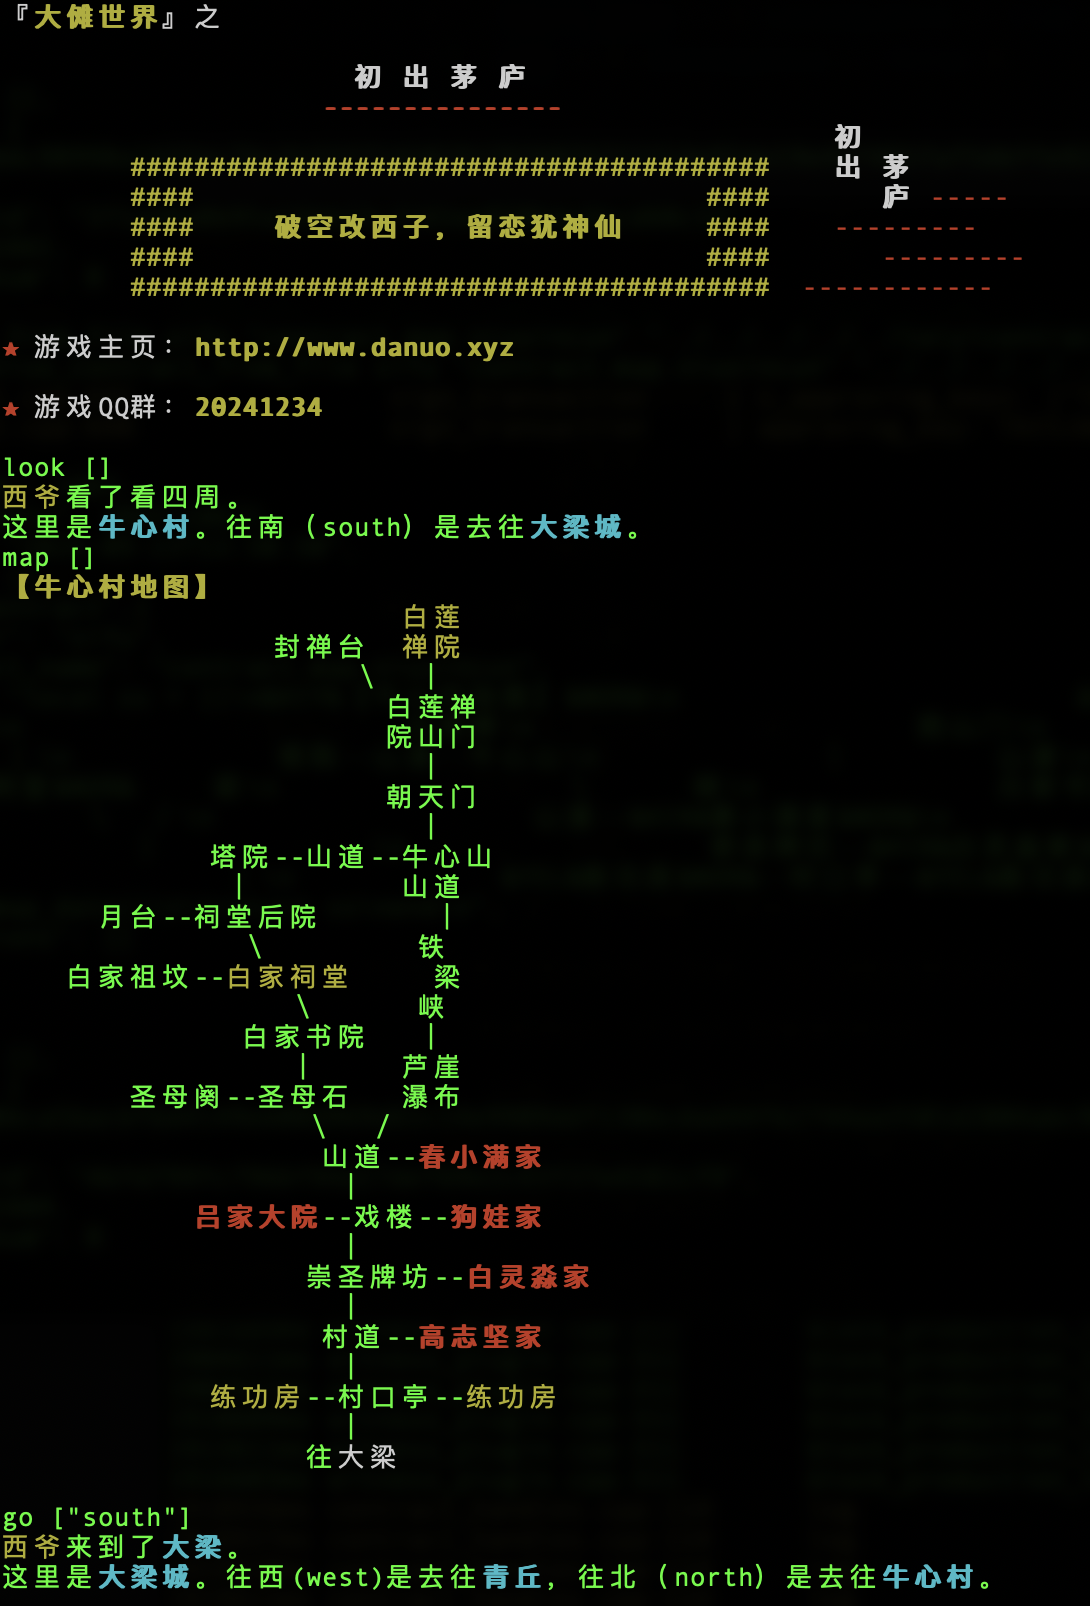 『大傩世界』之
初 出 茅 庐
---------------
初
########################################
出 茅
#### ####
庐 -----
#### 破空改西子，留恋犹神仙 ####
---------
#### ####
---------
########################################
------------
★ 游戏主页： http://www.danuo.xyz
★ 游戏QQ群： 20241234
look []
西爷看了看四周。
这里是牛心村。往南（south）是去往大梁城。
map []
【牛心村地图】
白莲
封禅台 禅院
\ |
白莲禅
院山门
|
朝天门
|
塔院--山道--牛心山
| 山道
月台--祠堂后院 |
\ 铁
白家祖坟--白家祠堂 梁
\ 峡
白家书院 |
| 芦崖
圣母阙--圣母石 瀑布
\ /
山道--春小满家
|
吕家大院--戏楼--狗娃家
|
崇圣牌坊--白灵淼家
|
村道--高志坚家
|
练功房--村口亭--练功房
|
往大梁
go ["south"]
西爷来到了大梁。
这里是大梁城。往西(west)是去往青丘，往北（north）是去往牛心村。